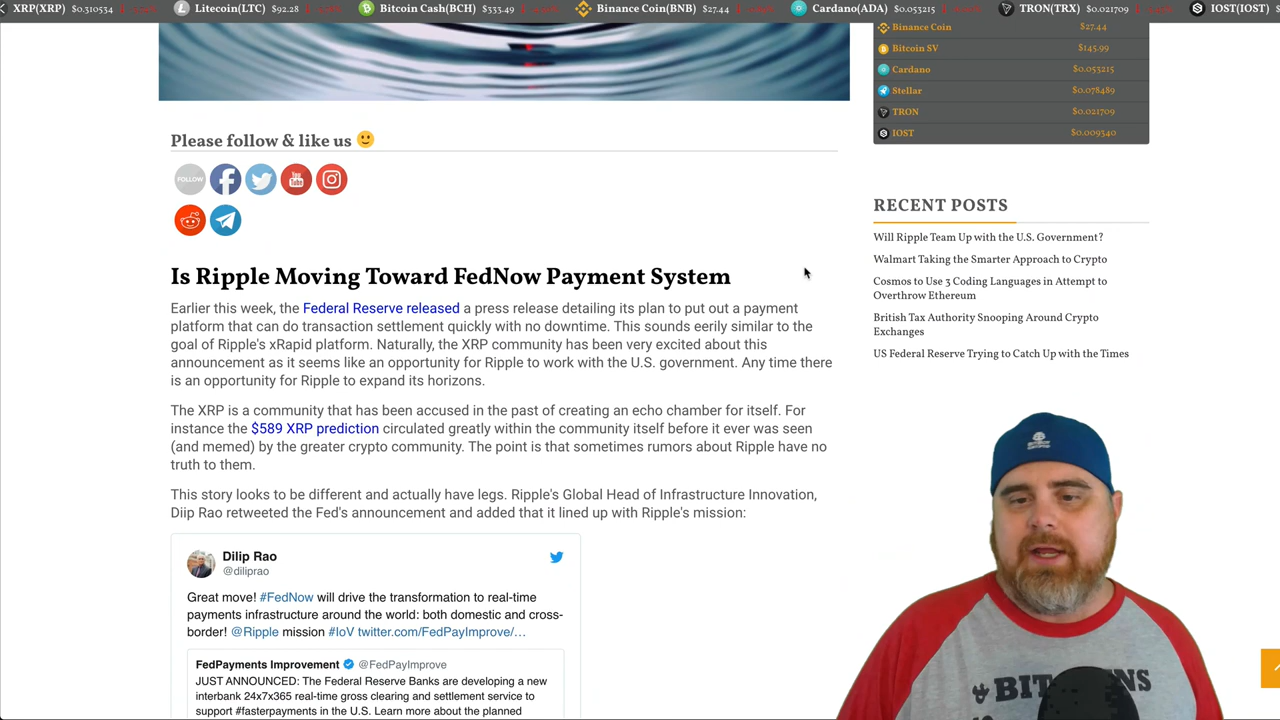 XRP(XRP) $0.310534 Litecoin(LTC) $92.28 Bitcoin Cash(BCH) $333.49 Binance Coin(BNB) $27.44 Cardano(ADA) $0.053215 TRON(TRX) $0.021709 IOST(IOST) $
Binance Coin $27.44
Bitcoin SV $145.99
Cardano $0.053215
Stellar $0.078489
TRON $0.021709
IOST $0.009340
Please follow & like us 🙂
FOLLOW
You Tube
Is Ripple Moving Toward FedNow Payment System
Earlier this week, the Federal Reserve released a press release detailing its plan to put out a payment
platform that can do transaction settlement quickly with no downtime. This sounds eerily similar to the
goal of Ripple's xRapid platform. Naturally, the XRP community has been very excited about this
announcement as it seems like an opportunity for Ripple to work with the U.S. government. Any time there
is an opportunity for Ripple to expand its horizons.
The XRP is a community that has been accused in the past of creating an echo chamber for itself. For
instance the $589 XRP prediction circulated greatly within the community itself before it ever was seen
(and memed) by the greater crypto community. The point is that sometimes rumors about Ripple have no
truth to them.
This story looks to be different and actually have legs. Ripple's Global Head of Infrastructure Innovation,
Diip Rao retweeted the Fed's announcement and added that it lined up with Ripple's mission:
Dilip Rao
@diliprao
Great move! #FedNow will drive the transformation to real-time
payments infrastructure around the world: both domestic and cross-
border! @Ripple mission #IoV twitter.com/FedPayImprove/…
FedPayments Improvement @FedPayImprove
JUST ANNOUNCED: The Federal Reserve Banks are developing a new
interbank 24x7x365 real-time gross clearing and settlement service to
support #fasterpayments in the U.S. Learn more about the planned
RECENT POSTS
Will Ripple Team Up with the U.S. Government?
Walmart Taking the Smarter Approach to Crypto
Cosmos to Use 3 Coding Languages in Attempt to
Overthrow Ethereum
British Tax Authority Snooping Around Crypto
Exchanges
US Federal Reserve Trying to Catch Up with the Times